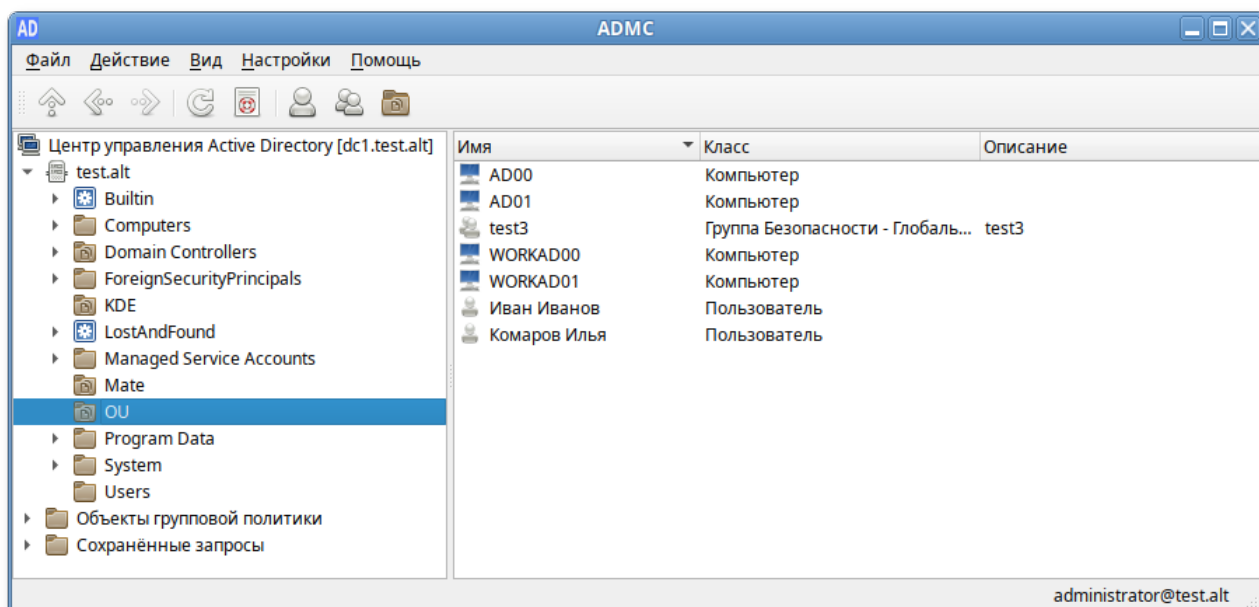 AD ADMC
Файл Действие Вид Настройки Помощь
Центр управления Active Directory [dc1.test.alt]
test.alt
Builtin
Computers
Domain Controllers
ForeignSecurityPrincipals
KDE
LostAndFound
Managed Service Accounts
Mate
OU
Program Data
System
Users
Объекты групповой политики
Сохранённые запросы
Имя Класс Описание
AD00 Компьютер
AD01 Компьютер
test3 Группа Безопасности - Глобаль... test3
WORKAD00 Компьютер
WORKAD01 Компьютер
Иван Иванов Пользователь
Комаров Илья Пользователь
administrator@test.alt